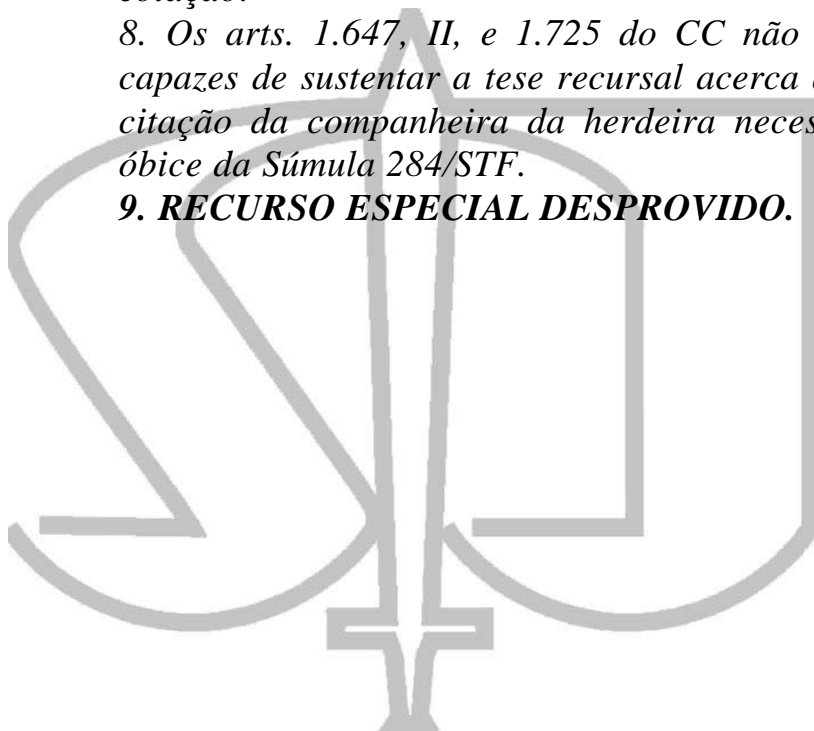 8. Os arts. 1.647, II, e 1.725 do CC não
capazes de sustentar a tese recursal acerca
citação da companheira da herdeira
óbice da Súmula 284/STF.
9. RECURSO ESPECIAL DESPROVIDO.